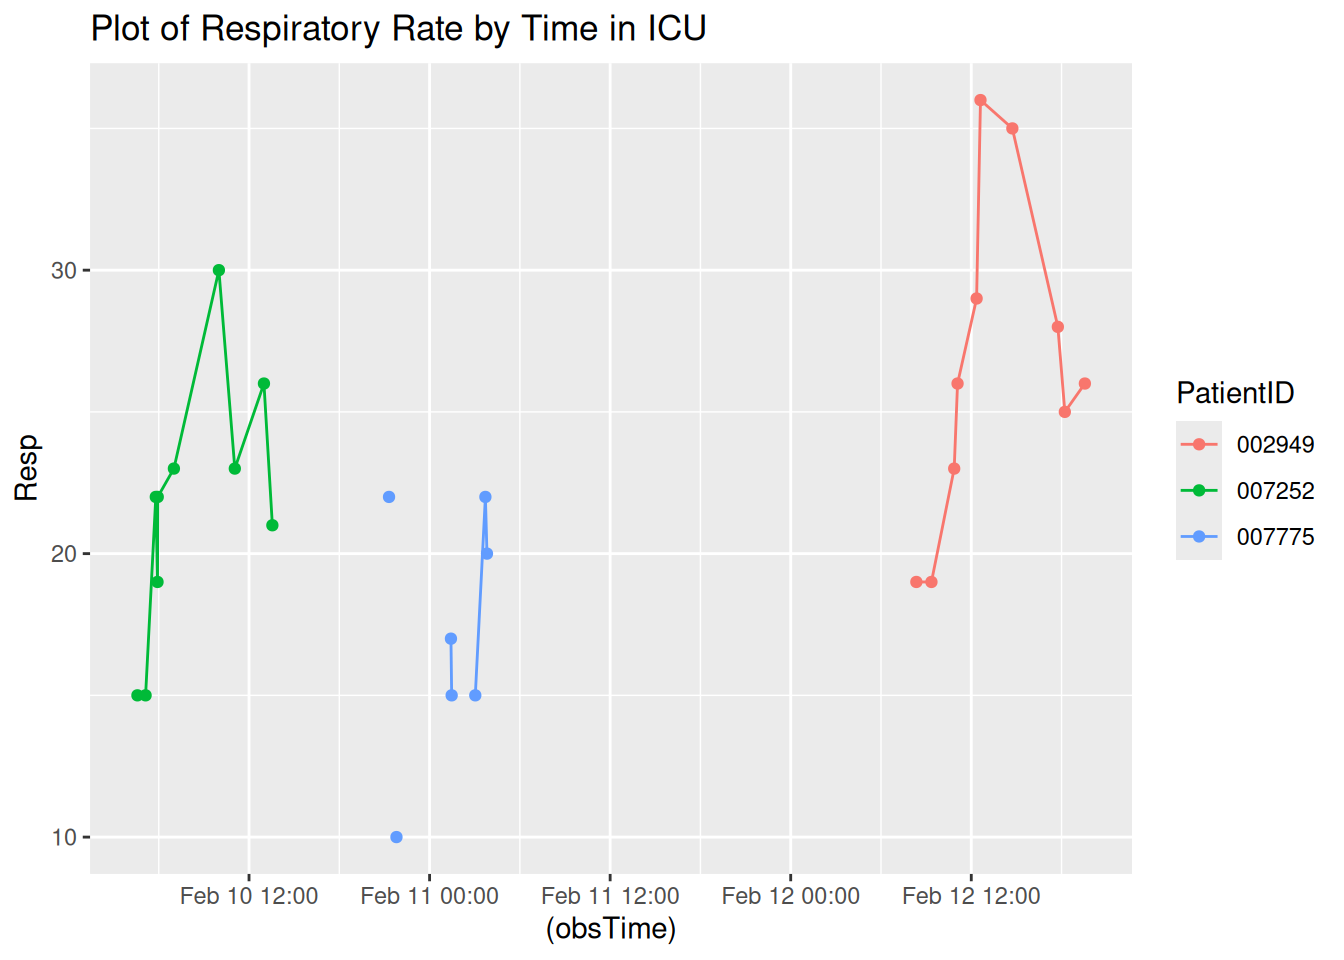 Plot of Respiratory Rate by Time in ICU
Resp
30
20
10
Feb 10 12:00
Feb 11 00:00
Feb 11 12:00
Feb 12 00:00
Feb 12 12:00
(obsTime)
PatientID
002949
007252
007775